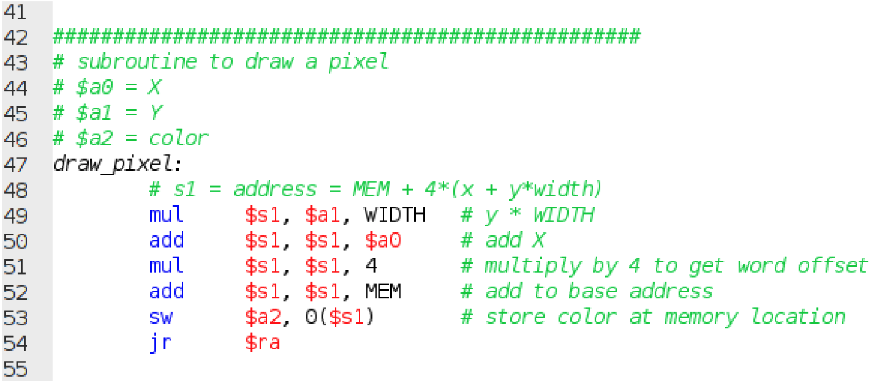 41
42 #################################################
43 # subroutine to draw a pixel
44 # $a0 = X
45 # $a1 = Y
46 # $a2 = color
47 draw_pixel:
48 # s1 = address = MEM + 4*(x + y*width)
49 mul $s1, $a1, WIDTH # y * WIDTH
50 add $s1, $s1, $a0 # add X
51 mul $s1, $s1, 4 # multiply by 4 to get word offset
52 add $s1, $s1, MEM # add to base address
53 sw $a2, 0($s1) # store color at memory location
54 jr $ra
55